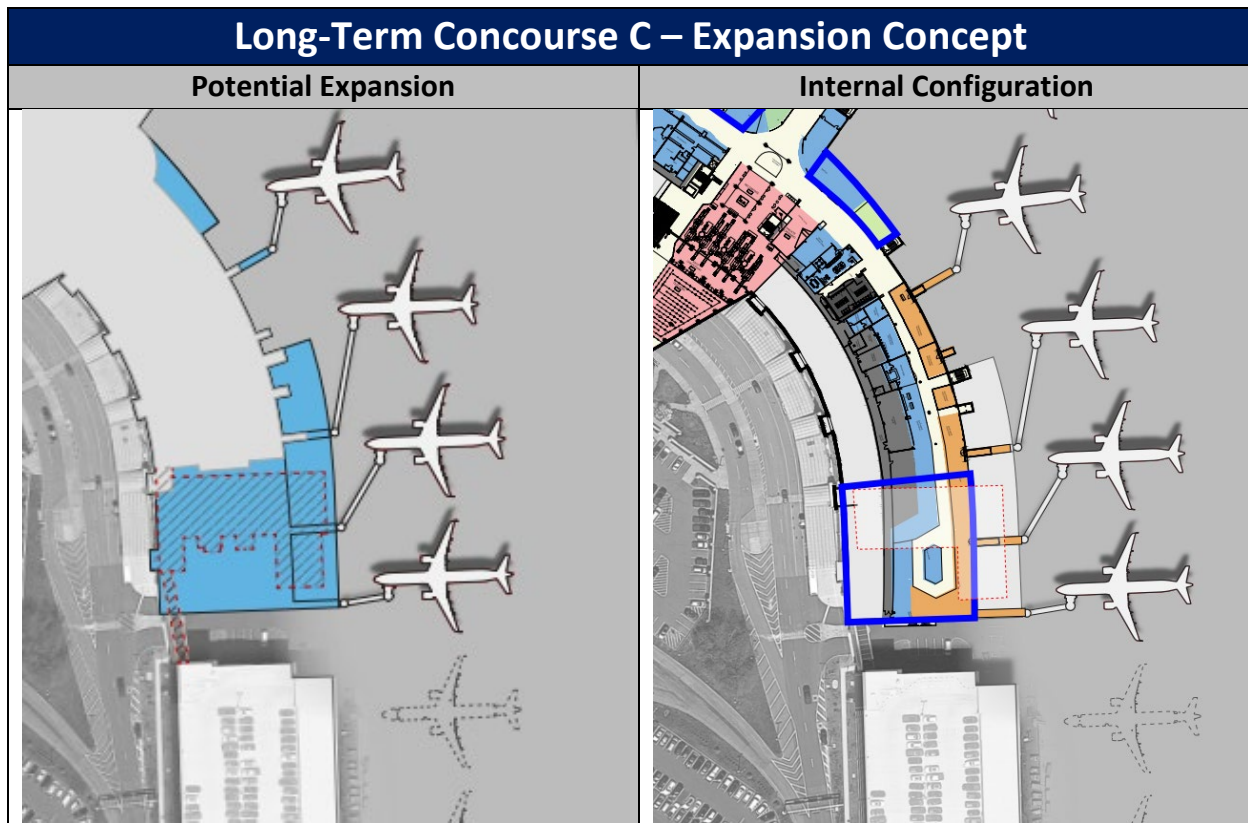 Long-Term Concourse C – Expansion Concept
Potential Expansion
Internal Configuration